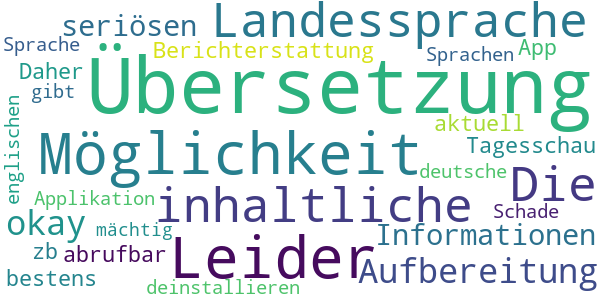 seriösen Landessprache
Sprache Berichterstattung Sprachen App
Daher Übersetzung
gibt
englischen Möglichkeit aktuell
Tagesschau
deutsche Die
Applikation inhaltliche Schade
okay mächtig Informationen
zb abrufbar Leider Aufbereitung
bestens
deinstallieren